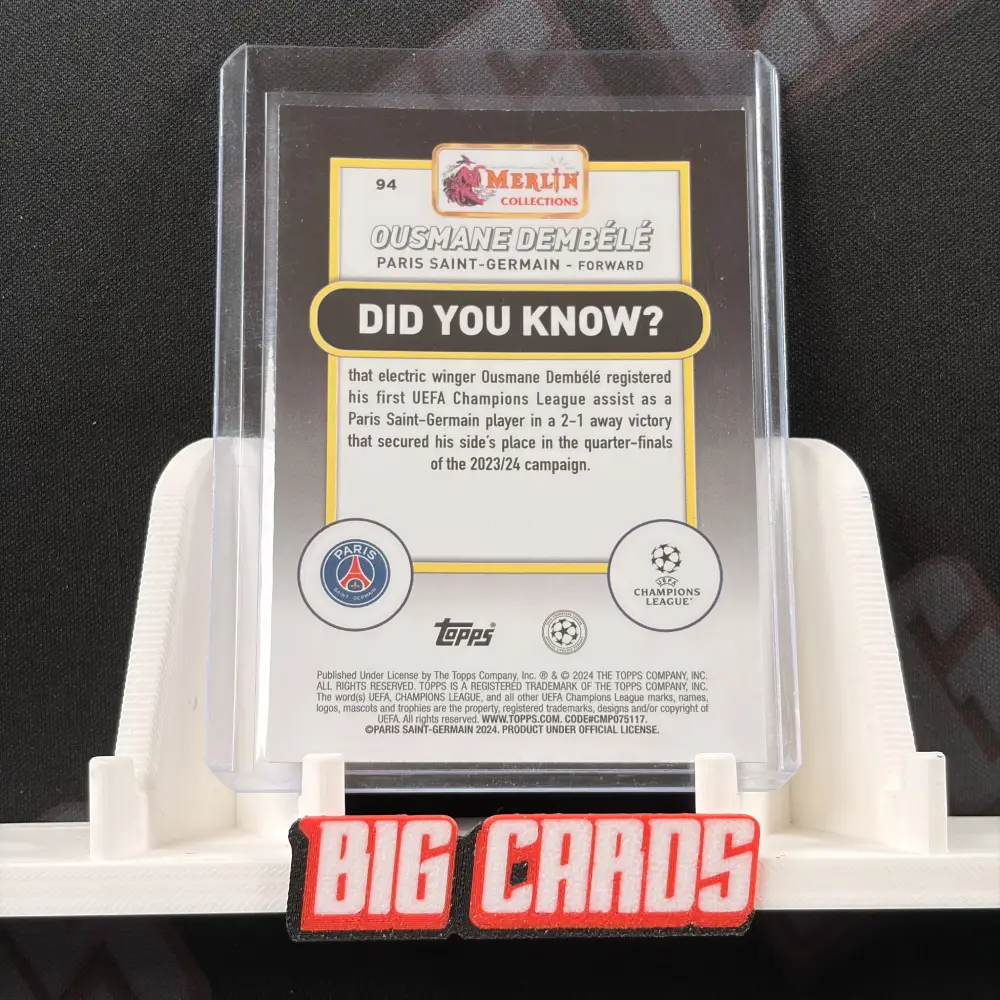 94
MERLIN
COLLECTIONS
OUSMANE DEMBÉLÉ
PARIS SAINT-GERMAIN - FORWARD
DID YOU KNOW?
that electric winger Ousmane Dembélé registered
his first UEFA Champions League assist as a
Paris Saint-Germain player in a 2-1 away victory
that secured his side's place in the quarter-finals
of the 2023/24 campaign.
PARIS
SAINT-GERMAIN
UEFA
CHAMPIONS
LEAGUE
Topps®
Published Under License by The Topps Company, Inc. ® & © 2024 THE TOPPS COMPANY, INC.
ALL RIGHTS RESERVED. TOPPS IS A REGISTERED TRADEMARK OF THE TOPPS COMPANY, INC.
The word(s) UEFA, CHAMPIONS LEAGUE, and all other UEFA Champions League marks, names,
logos, mascots and trophies are the property, registered trademarks, designs and/or copyright of
UEFA. All rights reserved. WWW.TOPPS.COM. CODE#CMP075117.
©PARIS SAINT-GERMAIN 2024. PRODUCT UNDER OFFICIAL LICENSE.
BIG CARDS